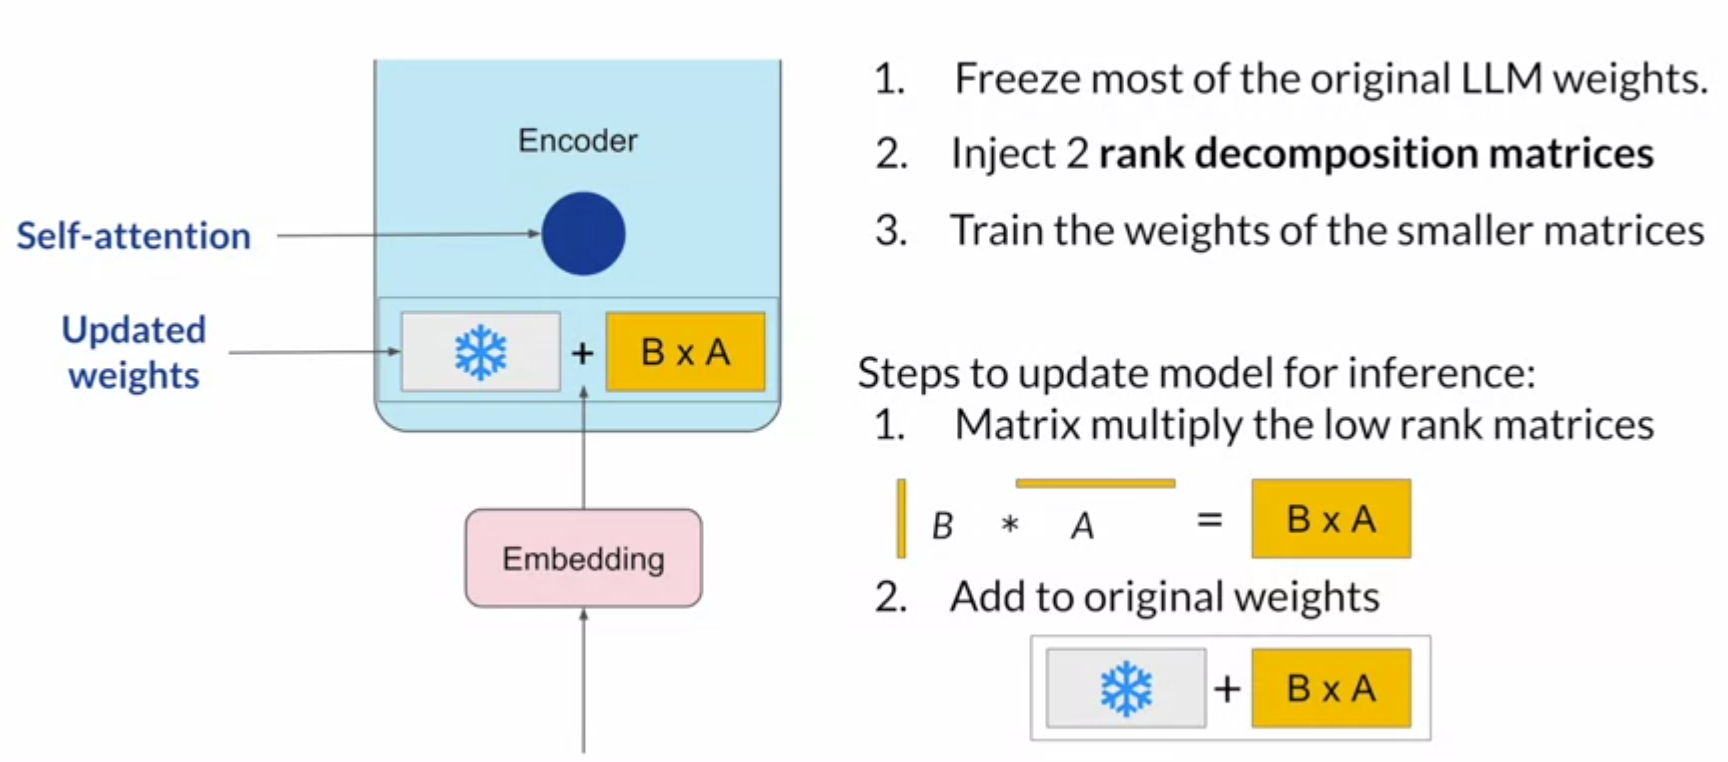 Encoder
Self-attention
Updated
weights
+
B x A
Embedding
1. Freeze most of the original LLM weights.
2. Inject 2 rank decomposition matrices
3. Train the weights of the smaller matrices
Steps to update model for inference:
1. Matrix multiply the low rank matrices
B * A = B x A
2. Add to original weights
+ B x A